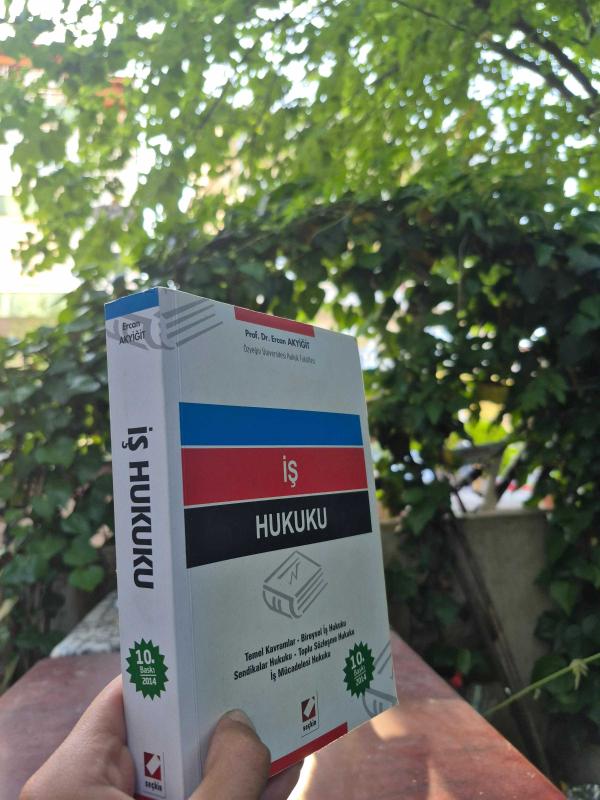 Ercan
AKYİĞİT
İŞ HUKUKU
10.
Baskı
2014
seçkin
Prof. Dr. Ercan AKYİĞİT
Özyeğin Üniversitesi Hukuk Fakültesi
İŞ
HUKUKU
Temel Kavramlar - Bireysel İş Hukuku
Sendikalar Hukuku - Toplu Sözleşme Hukuku
İş Mücadelesi Hukuku
10.
Baskı
2014
seçkin